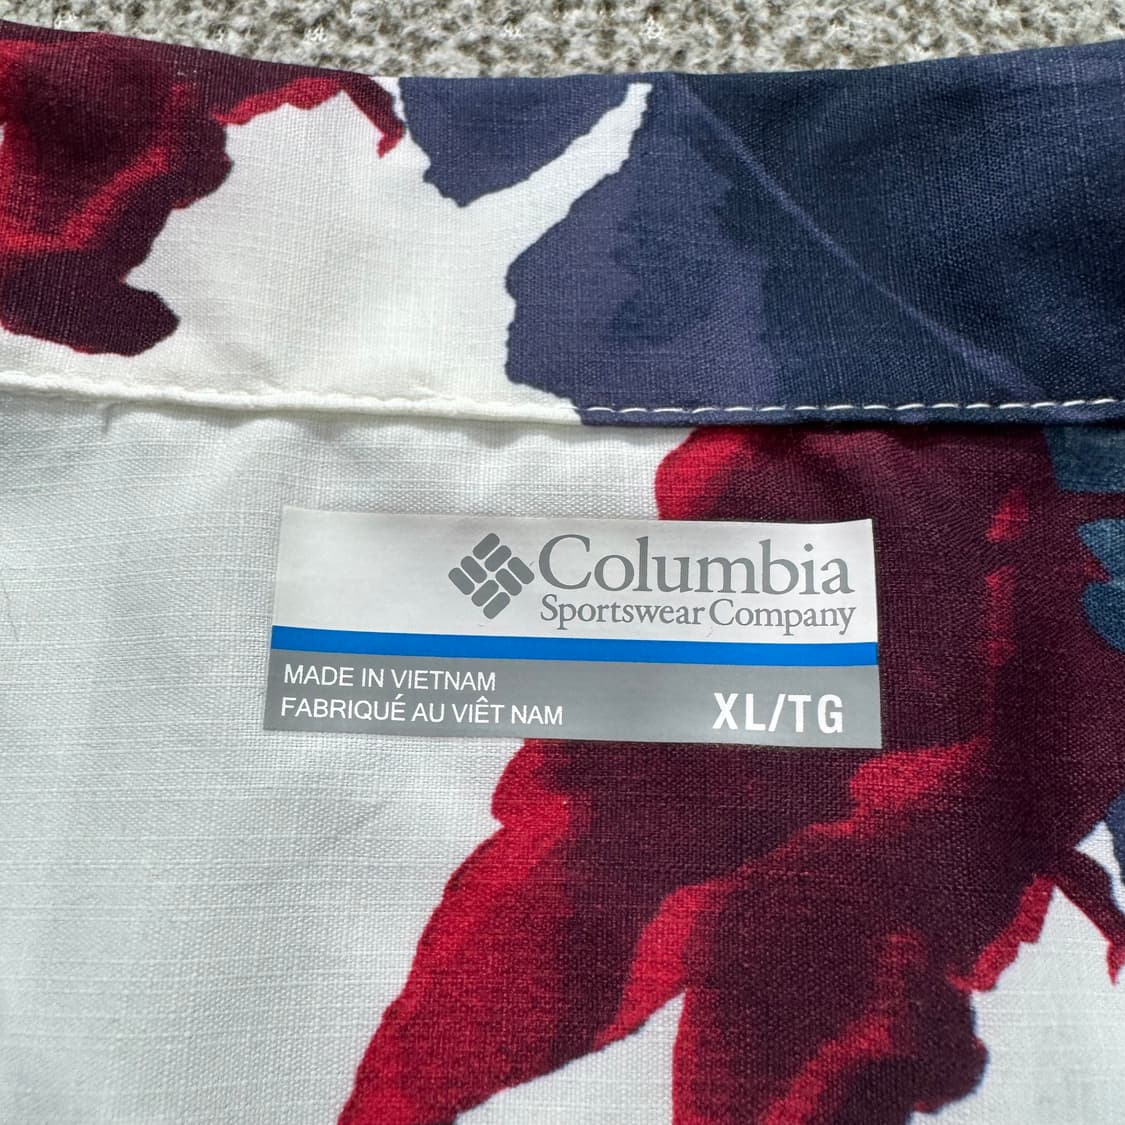 Columbia
Sportswear Company
MADE IN VIETNAM
FABRIQUÉ AU VIÊT NAM
XL/TG